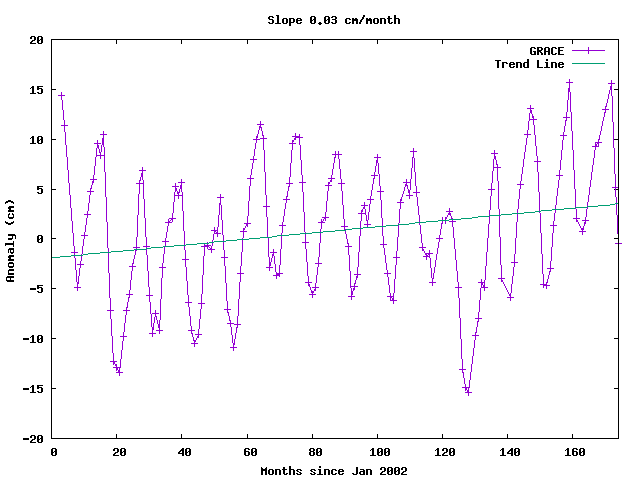 Slope 0.03 cm/month
GRACE
Trend Line
20
15
10
5
0
-5
-10
-15
-20
Anomaly (cm)
0 20 40 60 80 100 120 140 160
Months since Jan 2002